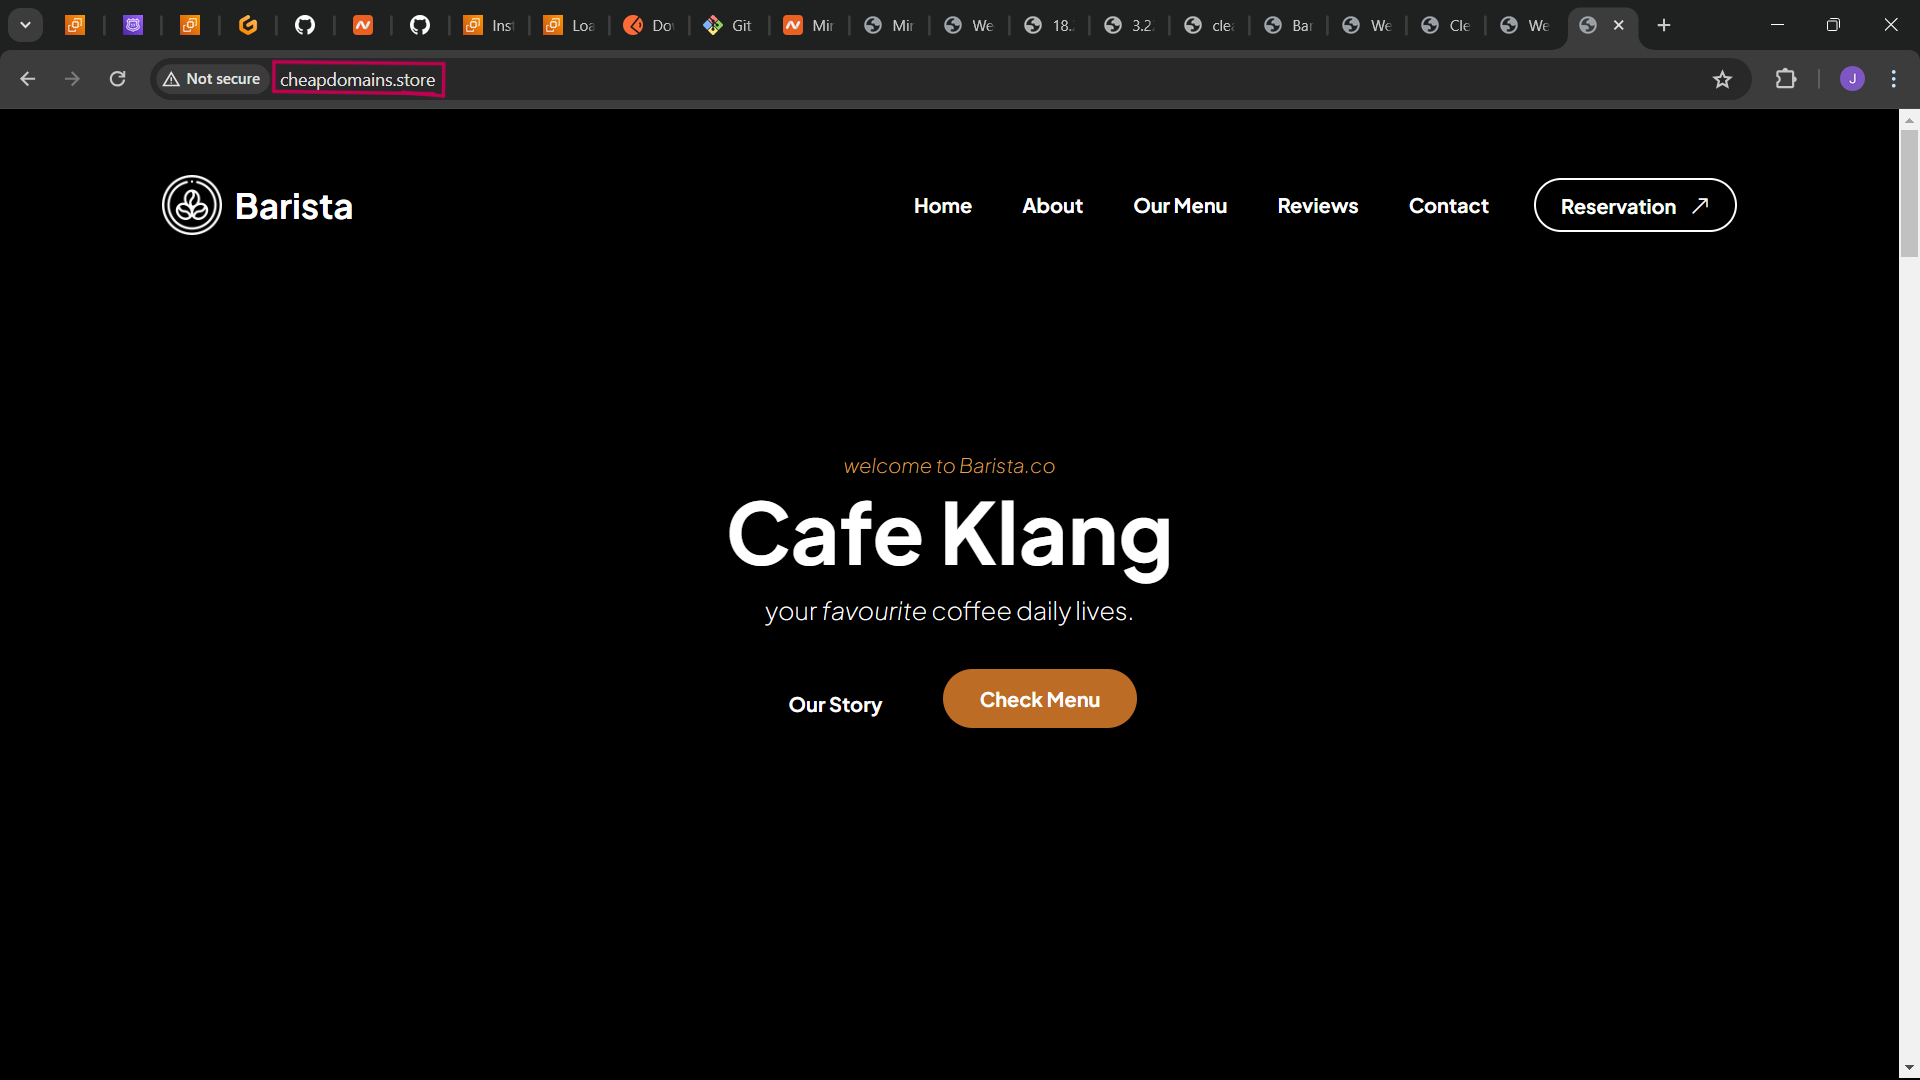 Ins
Loa
Do
Git
Mir
Mir
We
18.
3.2
cle
Bar
We
Cle
We
Not secure
cheapdomains.store
J
Barista
Home
About
Our Menu
Reviews
Contact
Reservation
welcome to Barista.co
Cafe Klang
your favourite coffee daily lives.
Our Story
Check Menu